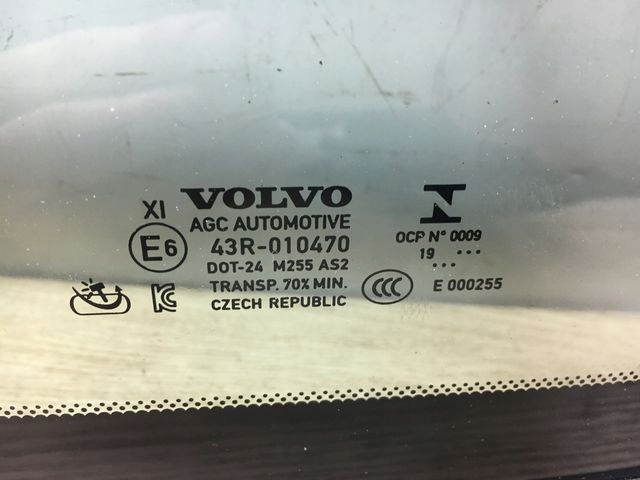 VOLVO
XI
AGC AUTOMOTIVE
E6
43R-010470
DOT-24 M255 AS2
TRANSP. 70% MIN.
CZECH REPUBLIC
CCC
OCP N° 0009
19 ...
...
E 000255